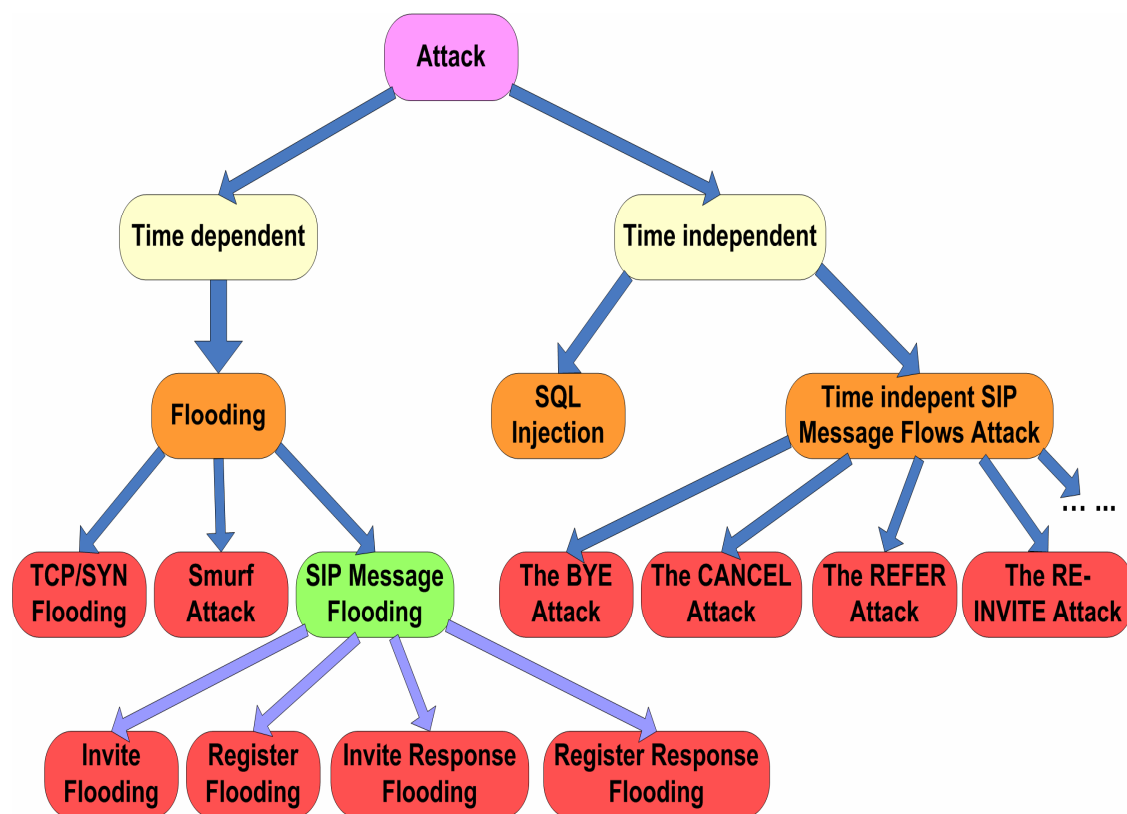 Attack
Time dependent
Time independent
Flooding
SQL
Injection
Time indepent SIP
Message Flows Attack
... ...
TCP/SYN
Flooding
Smurf
Attack
SIP Message
Flooding
The BYE
Attack
The CANCEL
Attack
The REFER
Attack
The RE-
INVITE Attack
Invite
Flooding
Register
Flooding
Invite Response
Flooding
Register Response
Flooding